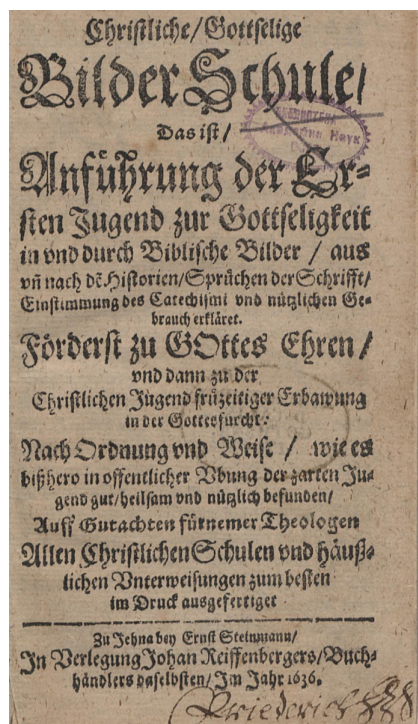 Christliche/Gottselige
Bilder Schule/
Das ist/
Anführung der Er-
sten Jugend zur Gottseligkeit
in vnd durch Biblische Bilder / aus
vñ nach dẽ Historien/Sprüchen der Schrifft/
Einstimmung des Catechismi vnd nützlichen Ge-
brauch erkläret.
Förderst zu GOttes Ehren/
vnd dann zu der
Christlichen Jugend früzeitiger Erbawung
in der Gottesfurcht:
Nach Ordnung vnd Weise / wie es
bißhero in offentlicher Vbung der zarten Ju-
gend gut/heilsam vnd nützlich befunden/
Auff Gutachten fürnemer Theologen
Allen Christlichen Schulen vnd häuß-
lichen Vnterweisungen zum besten
im Druck ausgefertiget
Zu Jehna bey Ernst Steinmann/
In Verlegung Johan Reiffenbergers/Buch-
händlers daselbsten/Im Jahr 1636.
Friederich